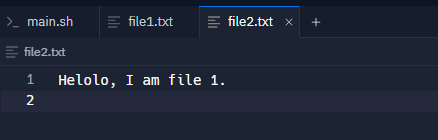 >_ main.sh
file1.txt
file2.txt ×
+
file2.txt
1 Helolo, I am file 1.
2